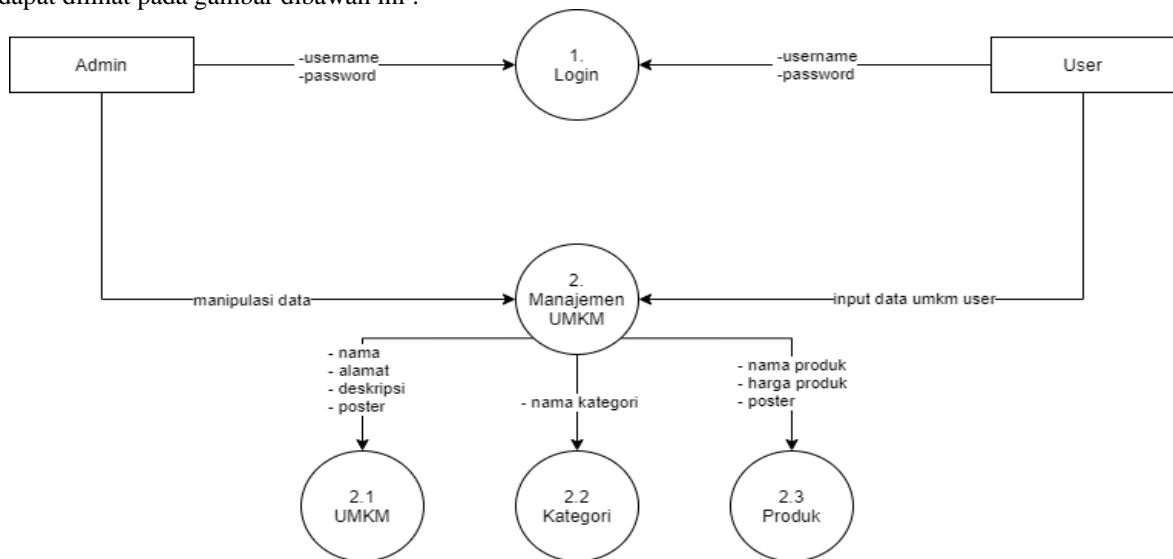 dapat dilihat pada gambar dibawah ini :
Admin
-username
-password
1.
Login
-username
-password
User
manipulasi data
2.
Manajemen
UMKM
input data umkm user
- nama
- alamat
- deskripsi
- poster
- nama kategori
- nama produk
- harga produk
- poster
2.1
UMKM
2.2
Kategori
2.3
Produk